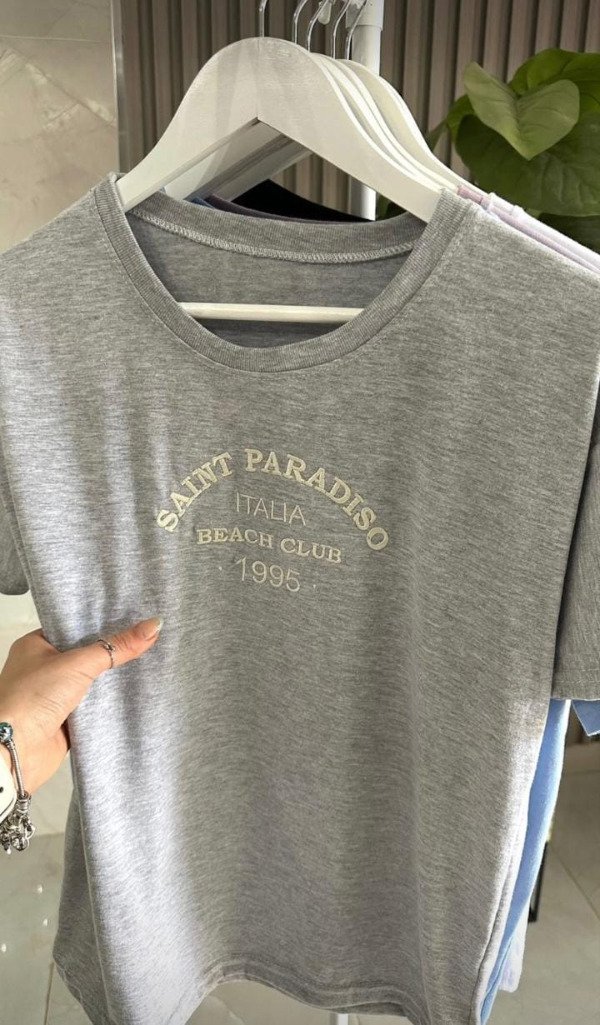 SAINT PARADISO
ITALIA
BEACH CLUB
· 1995 ·